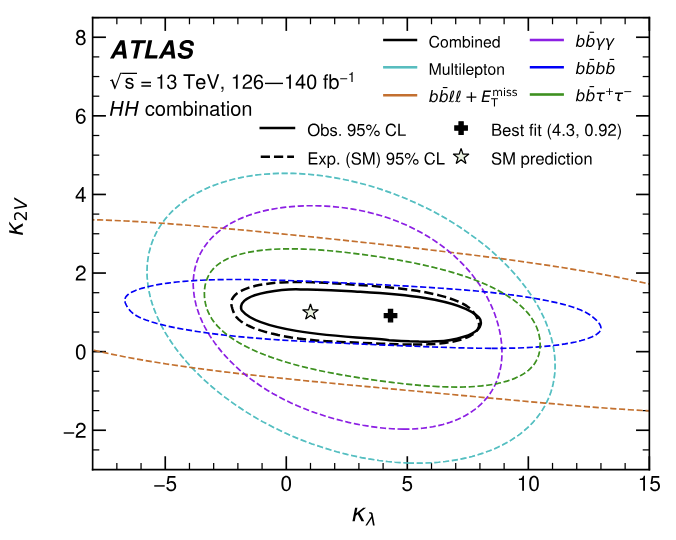 ATLAS
√s = 13 TeV, 126—140 fb⁻¹
HH combination
Combined
Multilepton
bb̄ℓℓ + E_T^miss
bb̄γγ
bb̄bb̄
bb̄τ⁺τ⁻
Obs. 95% CL
Exp. (SM) 95% CL
Best fit (4.3, 0.92)
SM prediction
κ_2V
8
6
4
2
0
−2
−5
0
5
10
15
κ_λ